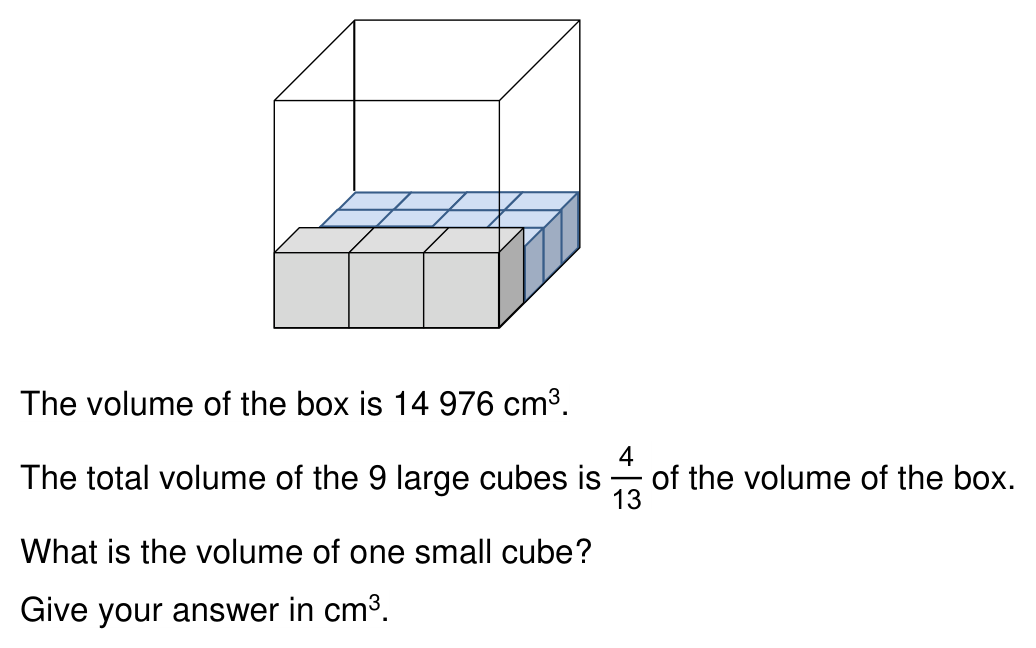 The volume of the box is 14 976 cm³.
The total volume of the 9 large cubes is 4/13 of the volume of the box.
What is the volume of one small cube?
Give your answer in cm³.